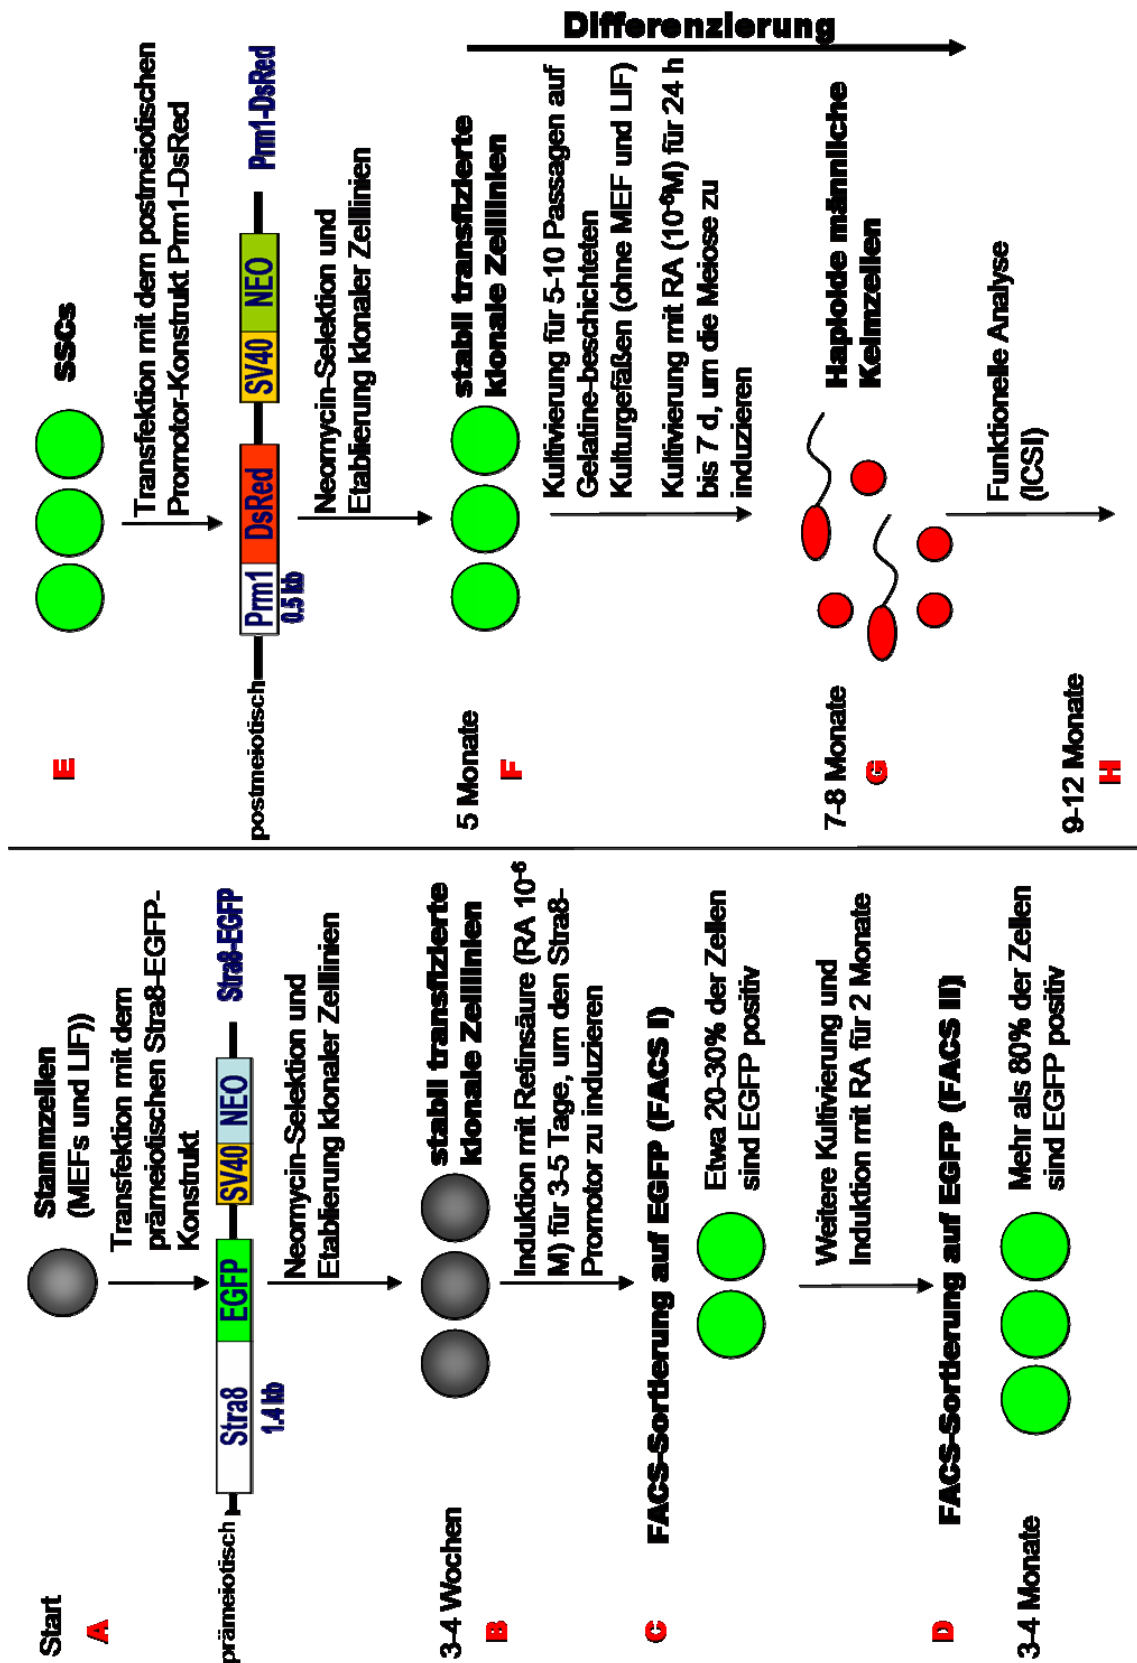 Start
A
Stammzellen
(MEFs und LIF))
Transfektion mit dem
prämeiotischen Stra8-EGFP-
Konstrukt
prämeiotisch
Stra8
EGFP
SV40
NEO
Stra8-EGFP
1.4 kb
Neomycin-Selektion und
Etablierung klonaler Zelllinien
3-4 Wochen
B
stabil transfizierte
klonale Zelllinien
Induktion mit Retinsäure (RA 10⁻⁶
M) für 3-5 Tage, um den Stra8-
Promotor zu induzieren
C
FACS-Sortierung auf EGFP (FACS I)
Etwa 20-30% der Zellen
sind EGFP positiv
Weitere Kultivierung und
Induktion mit RA für 2 Monate
D
FACS-Sortierung auf EGFP (FACS II)
3-4 Monate
Mehr als 80% der Zellen
sind EGFP positiv
E
SSCs
Transfektion mit dem postmeiotischen
Promotor-Konstrukt Prm1-DsRed
postmeiotisch
Prm1
DsRed
SV40
NEO
Prm1-DsRed
0.5 kb
Neomycin-Selektion und
Etablierung klonaler Zelllinien
5 Monate
F
stabil transfizierte
klonale Zelllinien
Differenzierung
Kultivierung für 5-10 Passagen auf
Gelatine-beschichteten
Kulturgefäßen (ohne MEF und LIF)
Kultivierung mit RA (10⁻⁶M) für 24 h
bis 7 d, um die Meiose zu
induzieren
7-8 Monate
G
Haploide männliche
Keimzellen
Funktionelle Analyse
(ICSI)
9-12 Monate
H